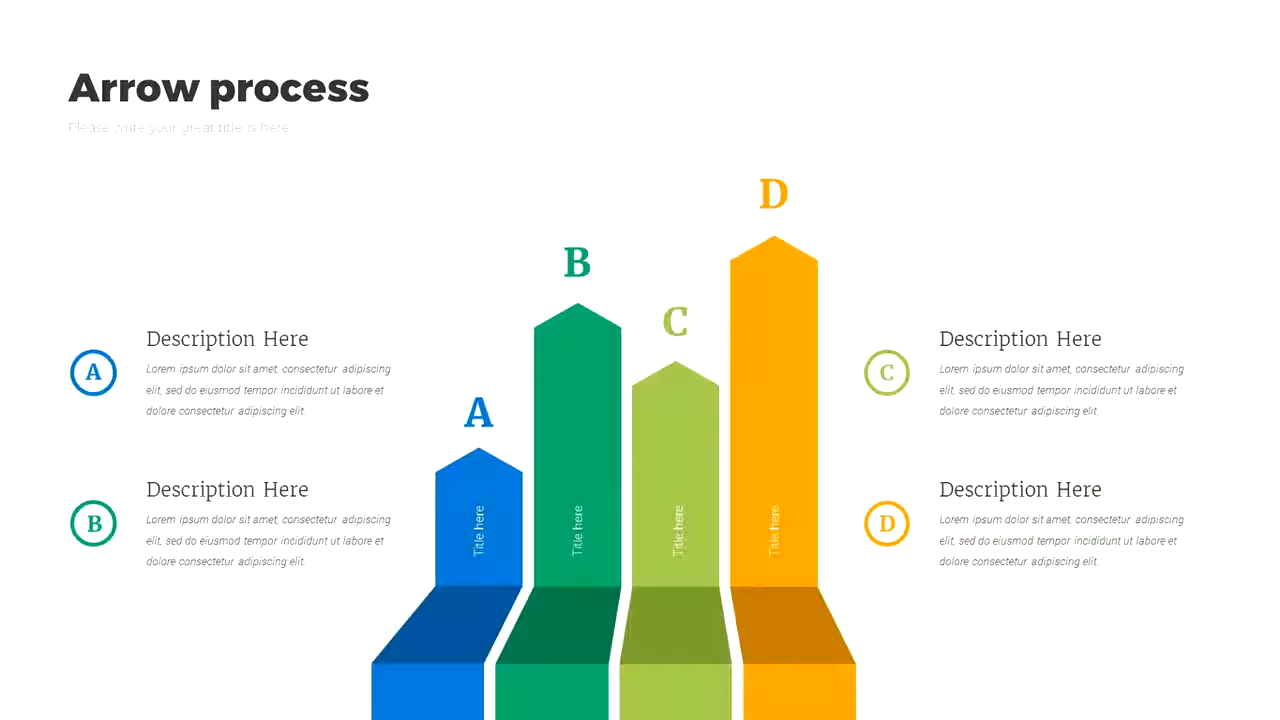 Arrow process
Please write your great title is here
D
B
C
A
A
Description Here
Lorem ipsum dolor sit amet, consectetur adipiscing
elit, sed do eiusmod tempor incididunt ut labore et
dolore consectetur adipiscing elit.
B
Description Here
Lorem ipsum dolor sit amet, consectetur adipiscing
elit, sed do eiusmod tempor incididunt ut labore et
dolore consectetur adipiscing elit.
Title here
Title here
Title here
Title here
C
Description Here
Lorem ipsum dolor sit amet, consectetur adipiscing
elit, sed do eiusmod tempor incididunt ut labore et
dolore consectetur adipiscing elit.
D
Description Here
Lorem ipsum dolor sit amet, consectetur adipiscing
elit, sed do eiusmod tempor incididunt ut labore et
dolore consectetur adipiscing elit.